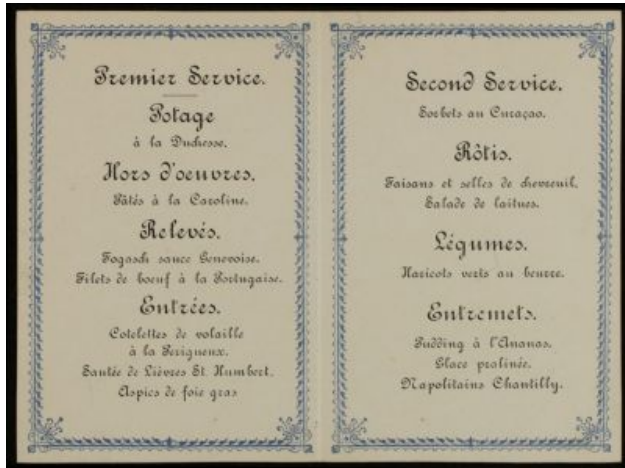 Premier Service.
Potage
à la Duchesse.
Hors d'oeuvres.
Pâtés à la Caroline.
Relevés.
Fogasch sauce Genevoise.
Filets de boeuf à la Portugaise.
Entrées.
Cotelettes de volaille
à la Perigueux.
Sautée de Lièvres St. Humbert.
Aspics de foie gras
Second Service.
Sorbets au Curaçao.
Rôtis.
Faisans et selles de chevreuil.
Salade de laitues.
Légumes.
Haricots verts au beurre.
Entremets.
Pudding à l'Ananas.
Glace pralinée.
Napolitains Chantilly.